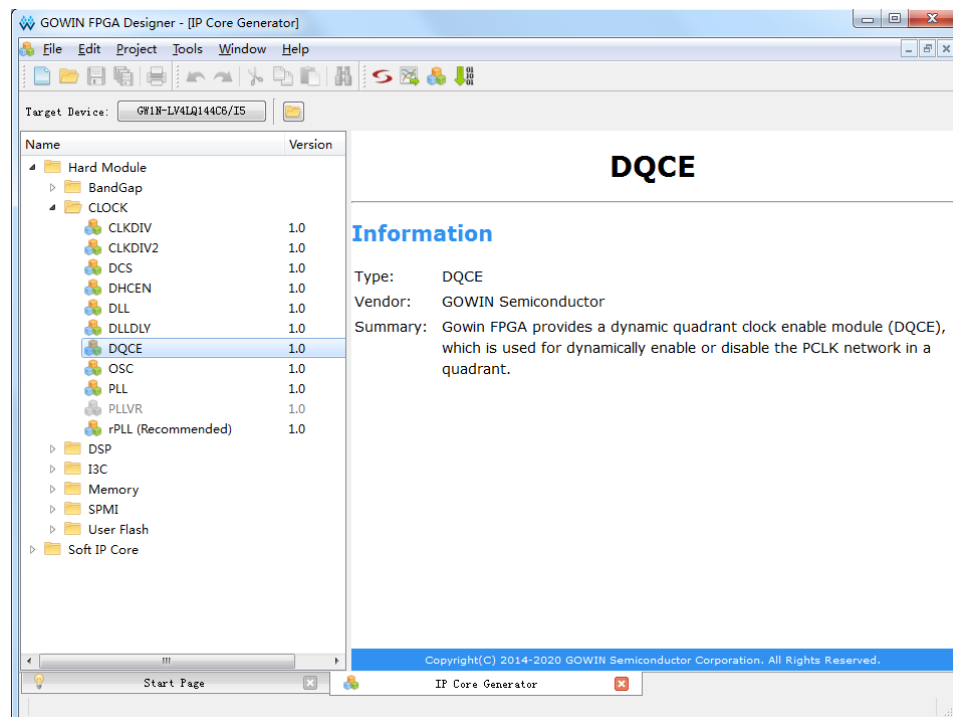 GOWIN FPGA Designer - [IP Core Generator]
File Edit Project Tools Window Help
Target Device: GW1N-LV4LQ144C6/I5
Name Version
Hard Module
BandGap
CLOCK
CLKDIV 1.0
CLKDIV2 1.0
DCS 1.0
DHCEN 1.0
DLL 1.0
DLLDLY 1.0
DQCE 1.0
OSC 1.0
PLL 1.0
PLLVR 1.0
rPLL (Recommended) 1.0
DSP
I3C
Memory
SPMI
User Flash
Soft IP Core
DQCE
Information
Type: DQCE
Vendor: GOWIN Semiconductor
Summary: Gowin FPGA provides a dynamic quadrant clock enable module (DQCE),
which is used for dynamically enable or disable the PCLK network in a
quadrant.
Copyright(C) 2014-2020 GOWIN Semiconductor Corporation. All Rights Reserved.
Start Page IP Core Generator